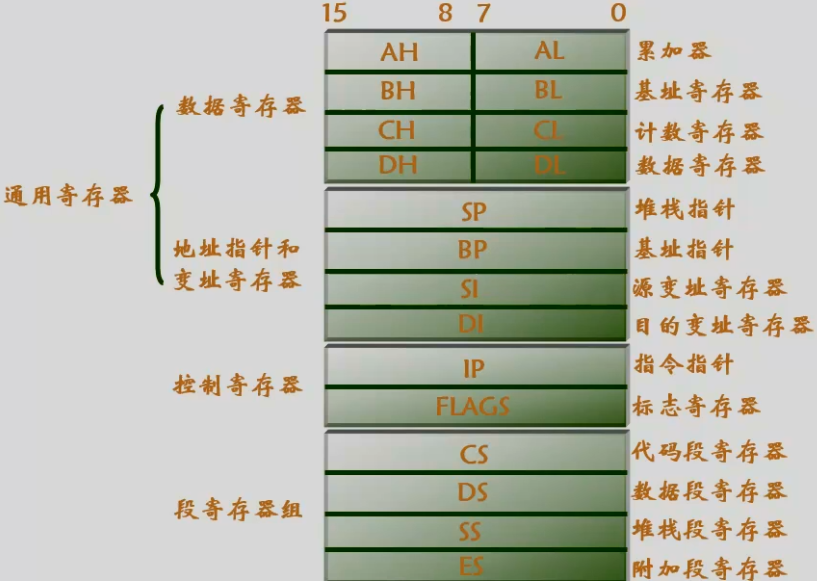 15 8 7 0
AH AL 累加器
数据寄存器 BH BL 基址寄存器
CH CL 计数寄存器
DH DL 数据寄存器
通用寄存器
SP 堆栈指针
地址指针和 BP 基址指针
变址寄存器 SI 源变址寄存器
DI 目的变址寄存器
IP 指令指针
控制寄存器
FLAGS 标志寄存器
CS 代码段寄存器
DS 数据段寄存器
段寄存器组
SS 堆栈段寄存器
ES 附加段寄存器